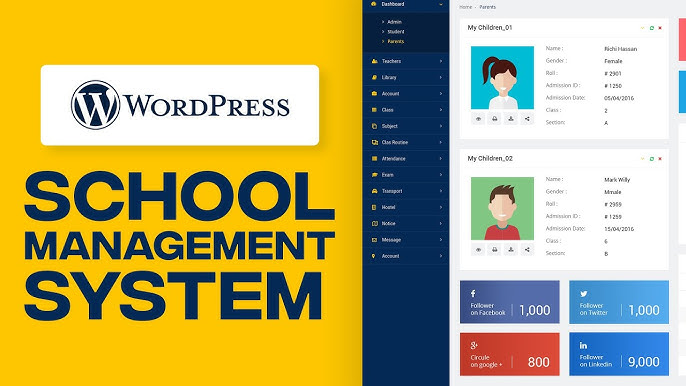 WORDPRESS
SCHOOL
MANAGEMENT
SYSTEM
Dashboard
Admin
Student
Parents
Teachers
Library
Account
Class
Subject
Clas Routine
Attendance
Exam
Transport
Hostel
Notice
Message
Account
Home - Parents
My Children_01
Name : Richi Hassan
Gender : Female
Roll : # 2901
Admission ID : # 1250
Admission Date: 05/04/2016
Class : 2
Section: A
My Children_02
Name : Mark Willy
Gender : Mmale
Roll : # 2959
Admission ID : # 1259
Admission Date: 15/04/2016
Class : 6
Section: B
Follower
on Facebook 1,000
Follower
on Twitter 1,000
Circule
on google + 800
Follower
on Linkedin 9,000